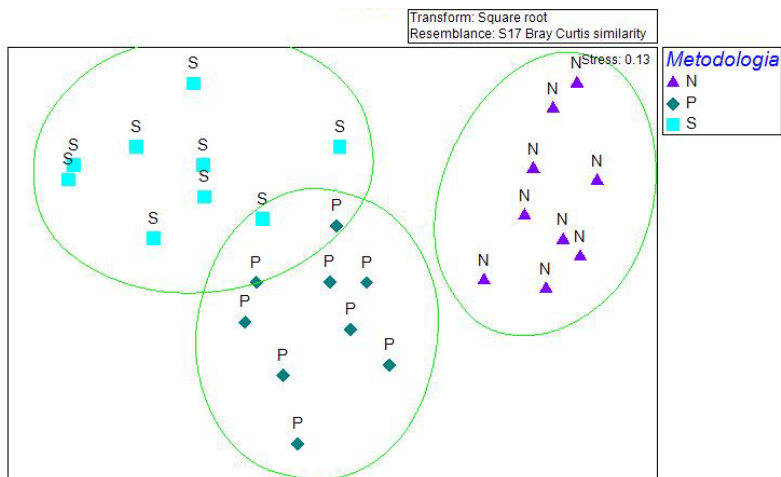 Transform: Square root
Resemblance: S17 Bray Curtis similarity
Stress: 0.13
Metodologia
N
P
S
S
N
N
S
S
S
S
N
S
N
S
N
S
P
S
N
N
P
P
P
N
N
P
P
P
P
P